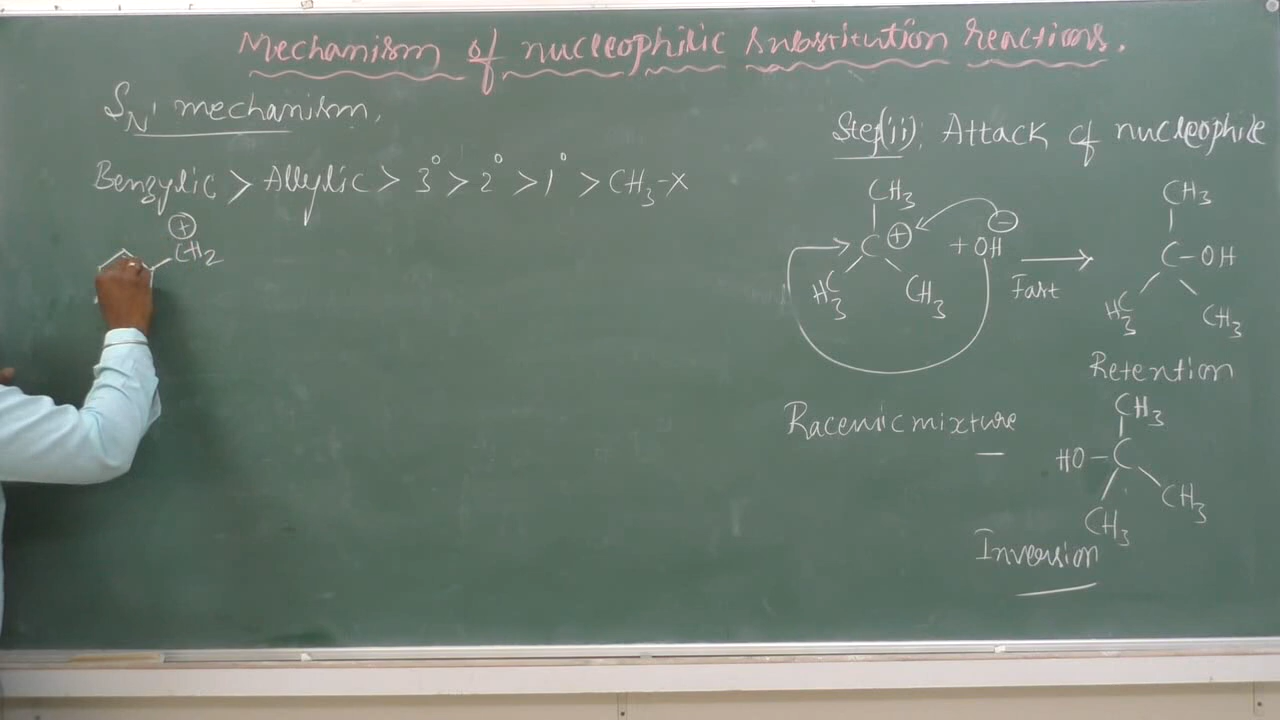 Mechanism of nucleophilic substitution reactions.
SN1 mechanism.
Benzylic > Allylic > 3° > 2° > 1° > CH3-X
⊕
CH2
Step(ii): Attack of nucleophile
CH3
C ⊕ + OH ⊖
H3C CH3
Fast
CH3
C-OH
H3C CH3
Retention
Racemic mixture
CH3
HO-C
CH3 CH3
Inversion